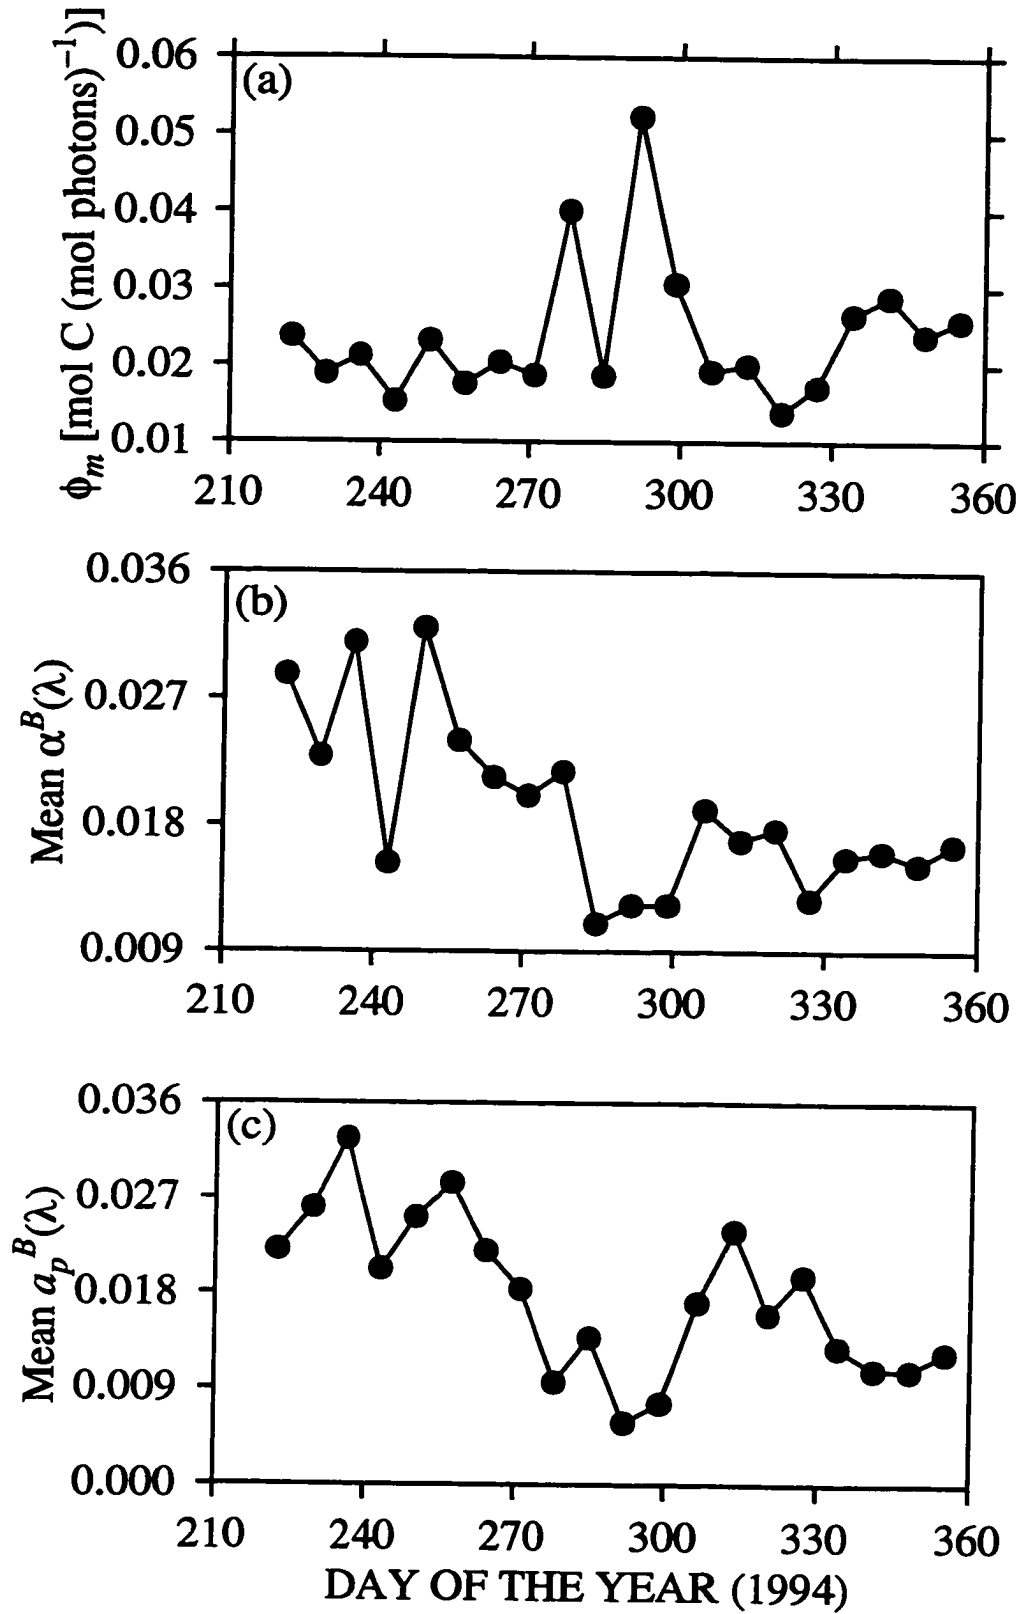 (a)
ϕm [mol C (mol photons)−1)]
0.06
0.05
0.04
0.03
0.02
0.01
210 240 270 300 330 360
(b)
Mean αB(λ)
0.036
0.027
0.018
0.009
210 240 270 300 330 360
(c)
Mean apB(λ)
0.036
0.027
0.018
0.009
0.000
210 240 270 300 330 360
DAY OF THE YEAR (1994)